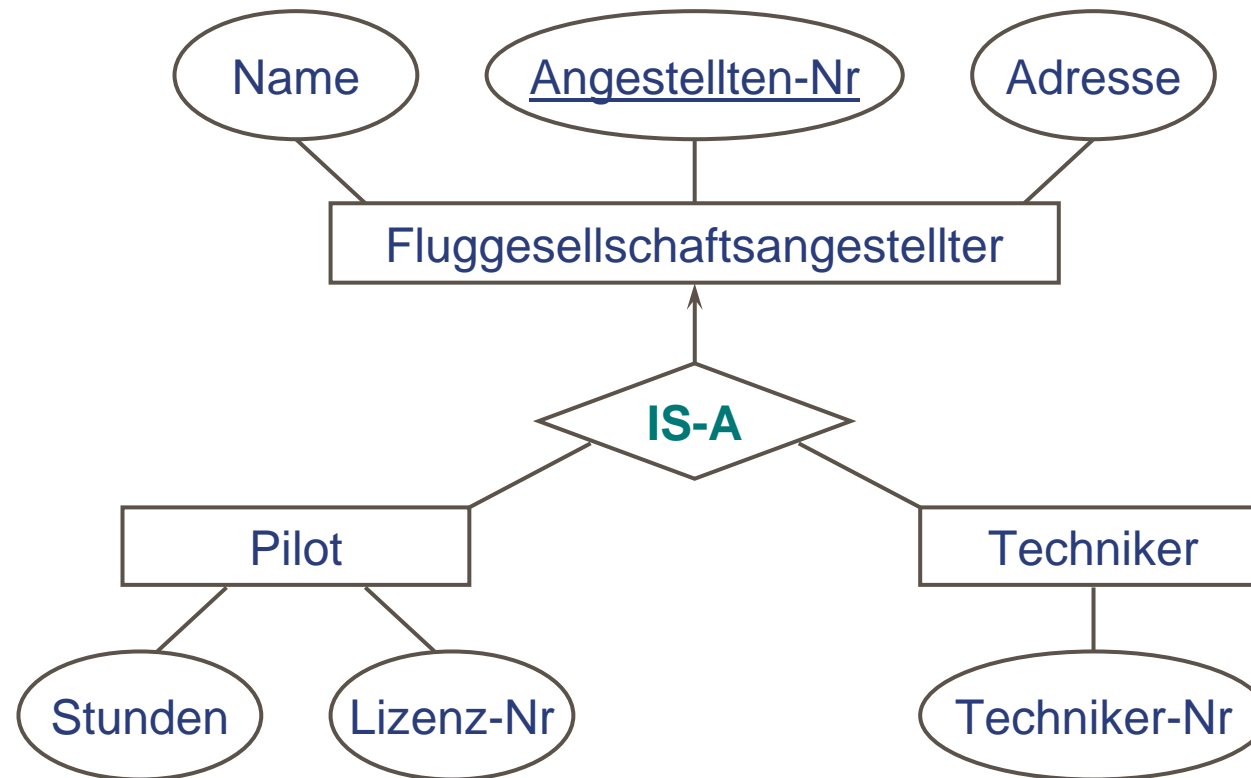 Name
Angestellten-Nr
Adresse
Fluggesellschaftsangestellter
IS-A
Pilot
Techniker
Stunden
Lizenz-Nr
Techniker-Nr